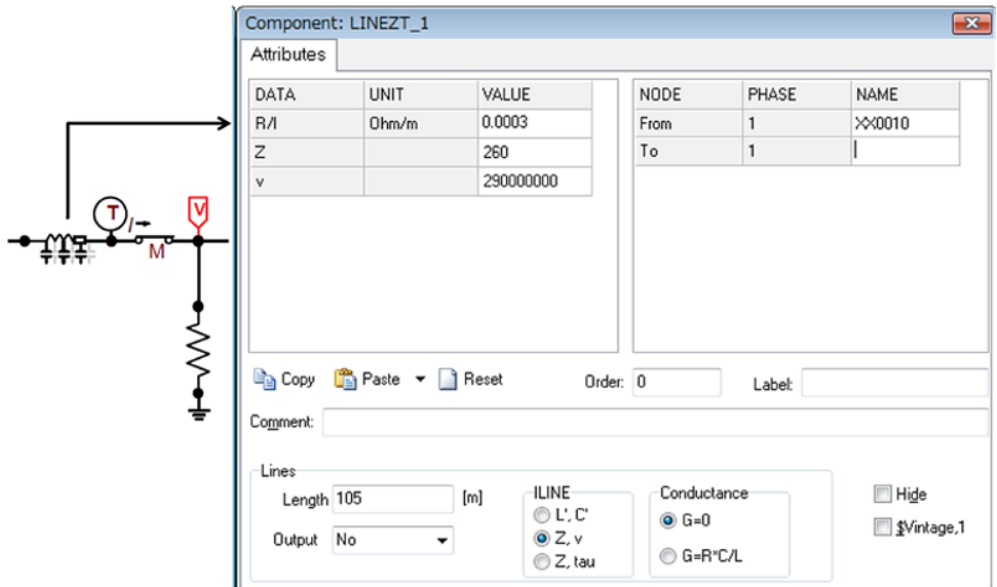 Component: LINEZT_1
Attributes
DATA UNIT VALUE
R/l Ohm/m 0.0003
Z 260
v 290000000
NODE PHASE NAME
From 1 XX0010
To 1
T
I
M
V
Copy Paste Reset Order: 0 Label:
Comment:
Lines
Length 105 [m]
Output No
ILINE
L', C'
Z, v
Z, tau
Conductance
G=0
G=R*C/L
Hide
$Vintage,1